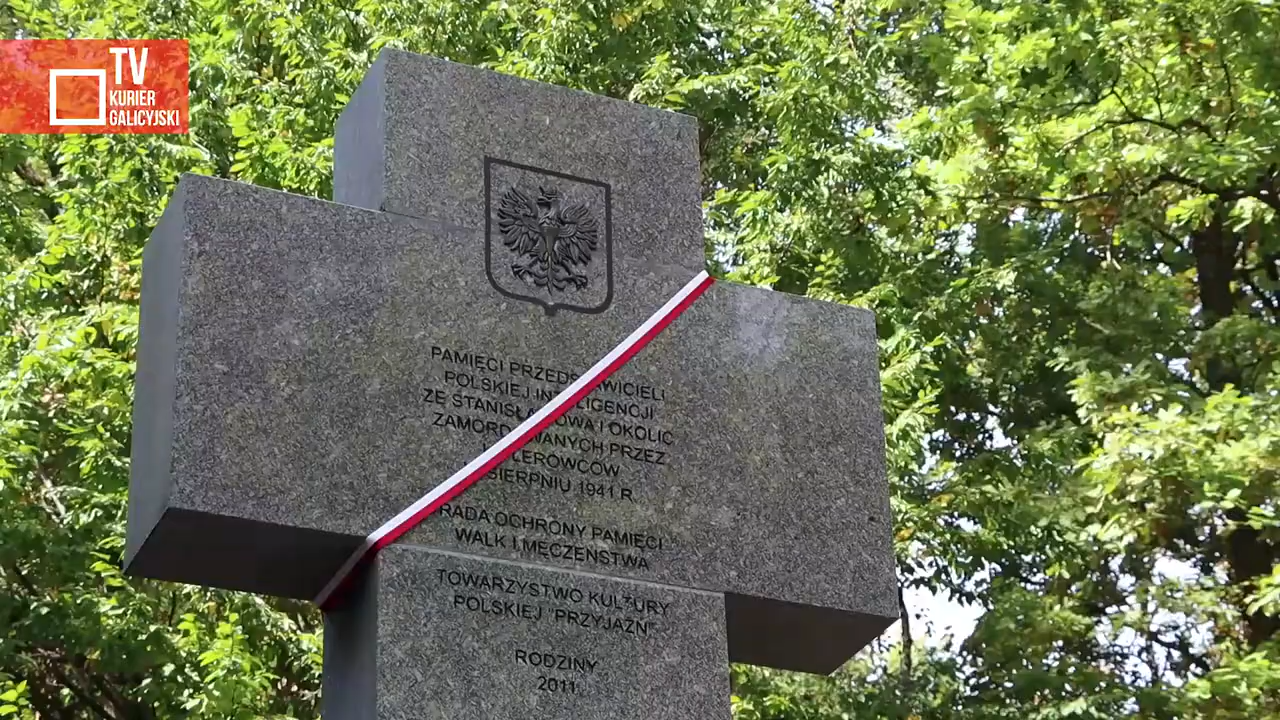 TV
KURIER
GALICYJSKI
PAMIĘCI
POLSKIEJ
ZE I OKOLIC
PRZEZ
SIERPNIU 1941 R.
RADA OCHRONY PAMIĘCI
WALK I MĘCZEŃSTWA
TOWARZYSTWO KULTURY
POLSKIEJ "PRZYJAŹŃ"
RODZINY
2011